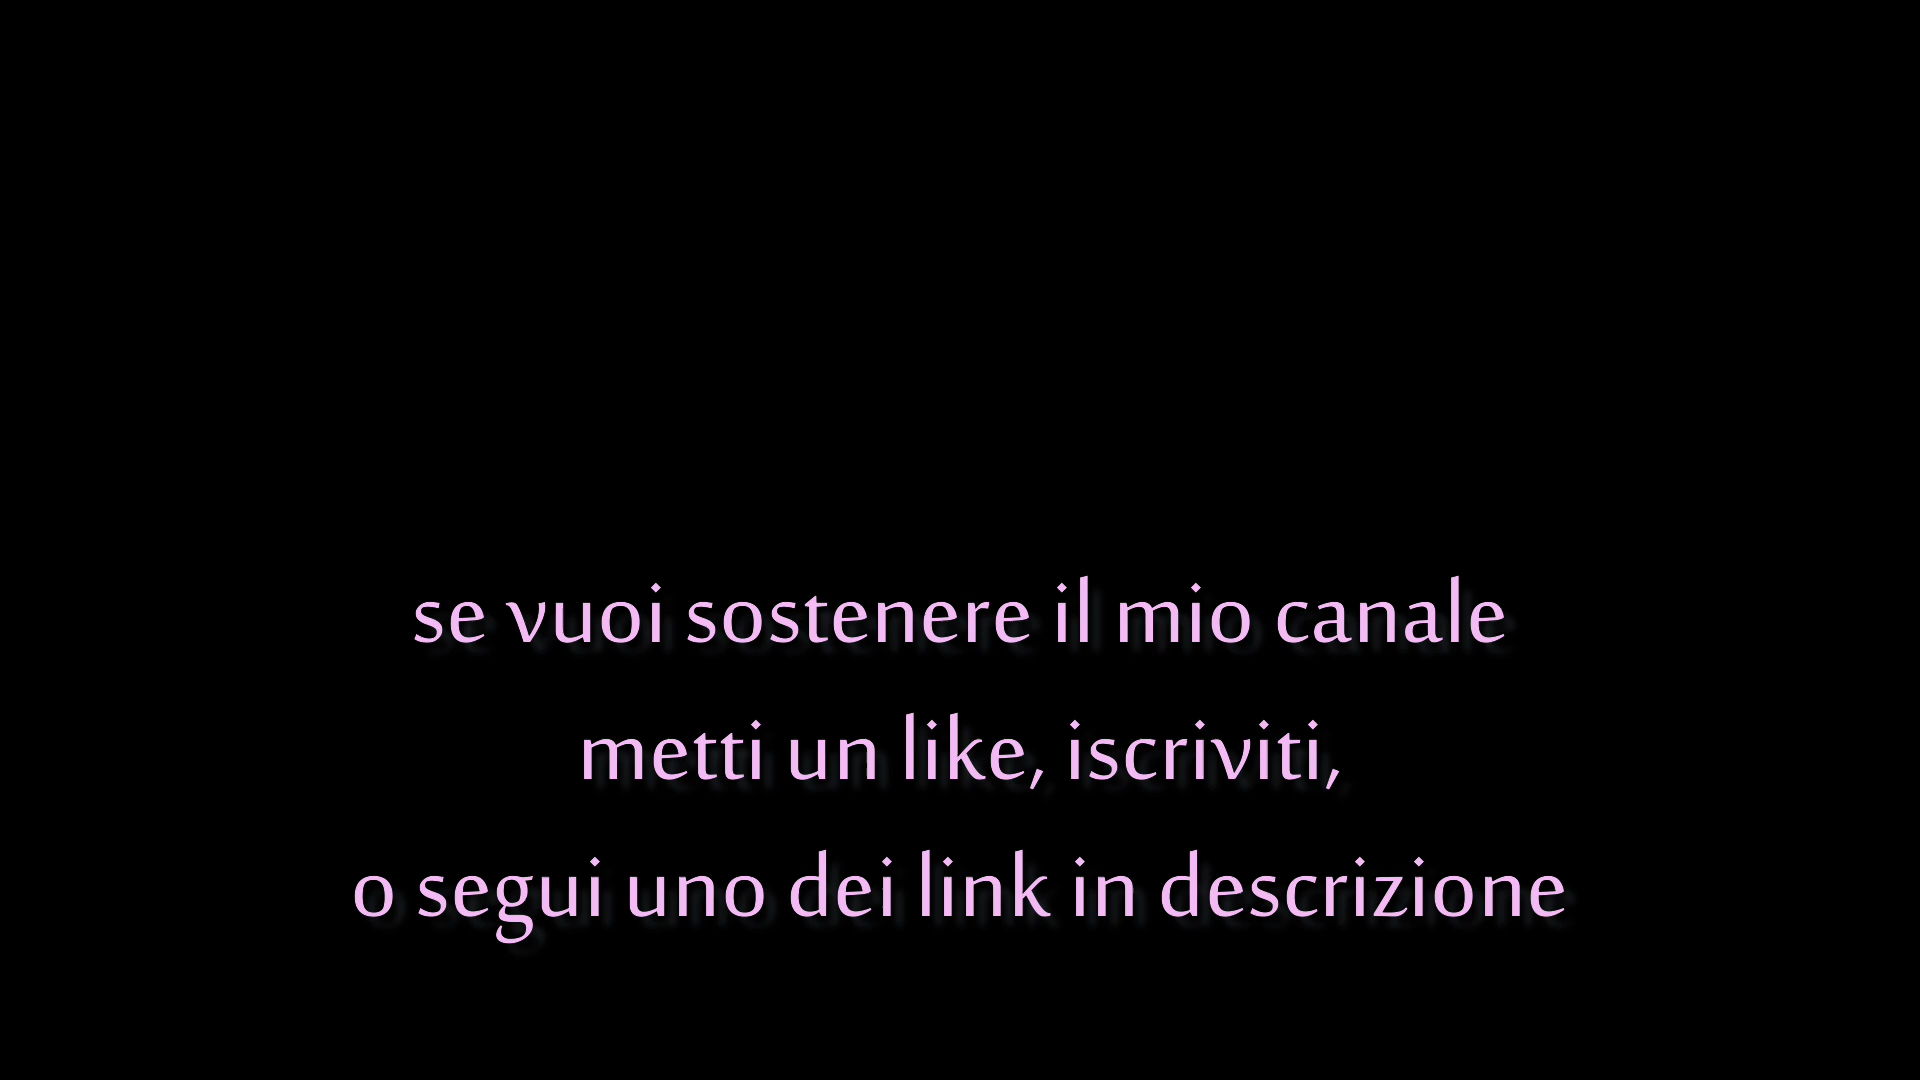 se vuoi sostenere il mio canale
metti un like, iscriviti,
o segui uno dei link in descrizione